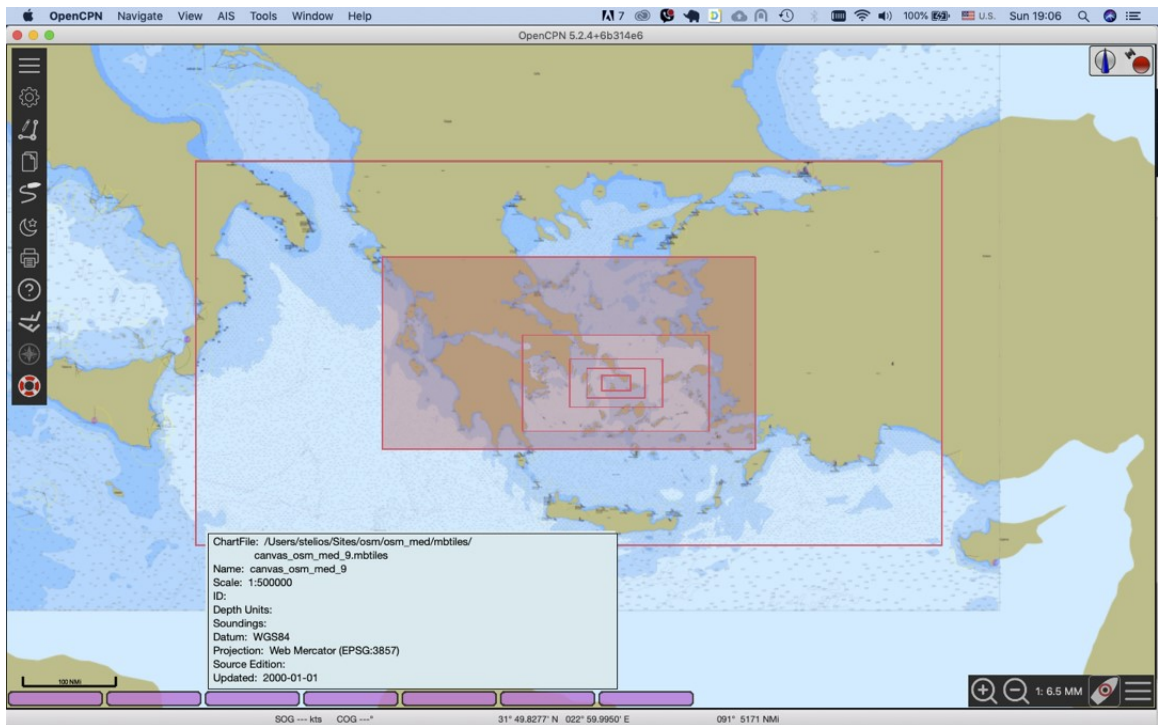 OpenCPN Navigate View AIS Tools Window Help 7 100% U.S. Sun 19:06
OpenCPN 5.2.4+6b314e6
ChartFile: /Users/stelios/Sites/osm/osm_med/mbtiles/
canvas_osm_med_9.mbtiles
Name: canvas_osm_med_9
Scale: 1:500000
ID:
Depth Units:
Soundings:
Datum: WGS84
Projection: Web Mercator (EPSG:3857)
Source Edition:
Updated: 2000-01-01
100 NMi
1: 6.5 MM
SOG --- kts COG ---° 31° 49.8277' N 022° 59.9950' E 091° 5171 NMi